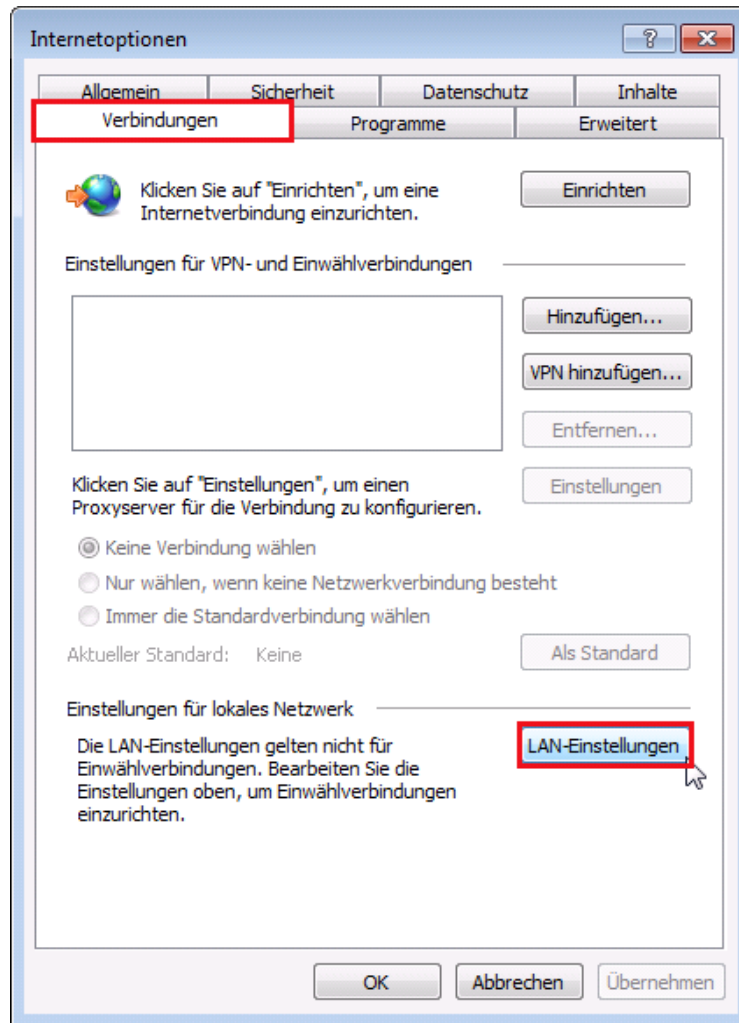 Internetoptionen
Allgemein
Sicherheit
Datenschutz
Inhalte
Verbindungen
Programme
Erweitert
Klicken Sie auf "Einrichten", um eine
Internetverbindung einzurichten.
Einrichten
Einstellungen für VPN- und Einwählverbindungen
Hinzufügen...
VPN hinzufügen...
Entfernen...
Klicken Sie auf "Einstellungen", um einen
Proxyserver für die Verbindung zu konfigurieren.
Einstellungen
Keine Verbindung wählen
Nur wählen, wenn keine Netzwerkverbindung besteht
Immer die Standardverbindung wählen
Aktueller Standard: Keine
Als Standard
Einstellungen für lokales Netzwerk
Die LAN-Einstellungen gelten nicht für
Einwählverbindungen. Bearbeiten Sie die
Einstellungen oben, um Einwählverbindungen
einzurichten.
LAN-Einstellungen
OK
Abbrechen
Übernehmen